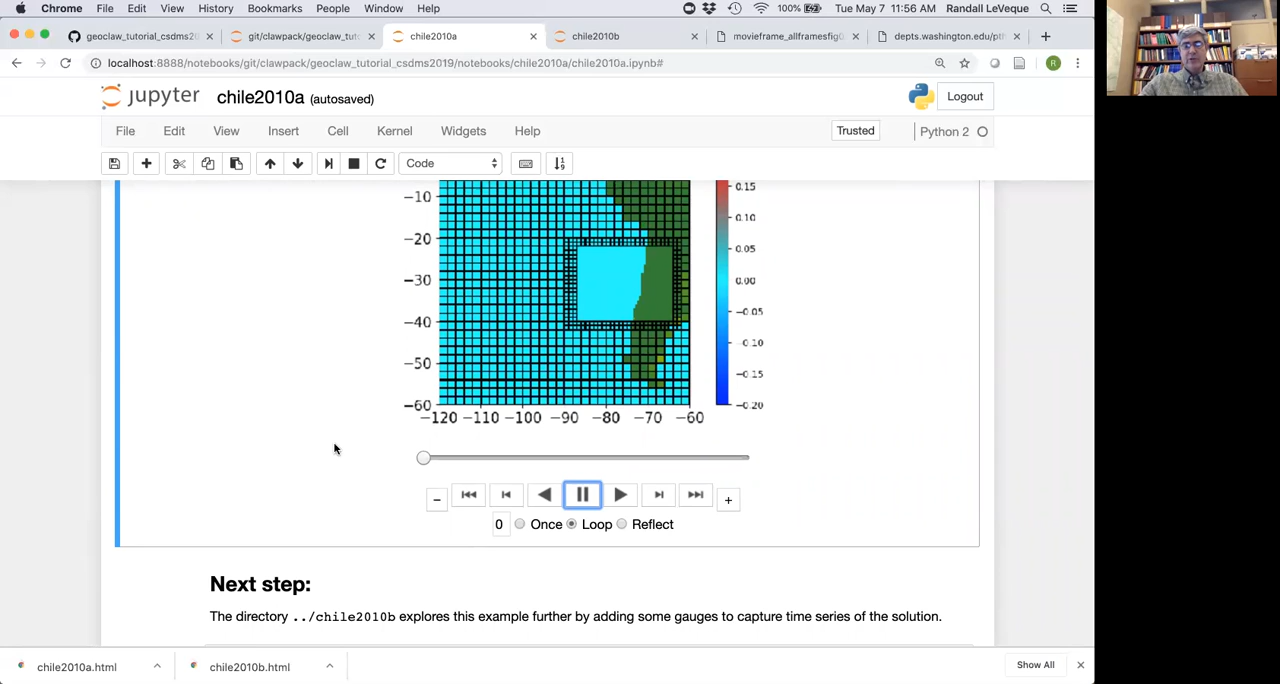 Chrome File Edit View History Bookmarks People Window Help 100% Tue May 7 11:56 AM Randall LeVeque
geoclaw_tutorial_csdms20 × git/clawpack/geoclaw_tuto × chile2010a × chile2010b × movieframe_allframesfig0. × depts.washington.edu/pth × +
localhost:8888/notebooks/git/clawpack/geoclaw_tutorial_csdms2019/notebooks/chile2010a/chile2010a.ipynb# R
jupyter chile2010a (autosaved) Logout
File Edit View Insert Cell Kernel Widgets Help Trusted Python 2
Code
−10 0.15
−20 0.10
0.05
−30 0.00
−0.05
−40 −0.10
−50 −0.15
−60 −0.20
−120 −110 −100 −90 −80 −70 −60
− +
0 Once Loop Reflect
Next step:
The directory ../chile2010b explores this example further by adding some gauges to capture time series of the solution.
chile2010a.html chile2010b.html Show All ×